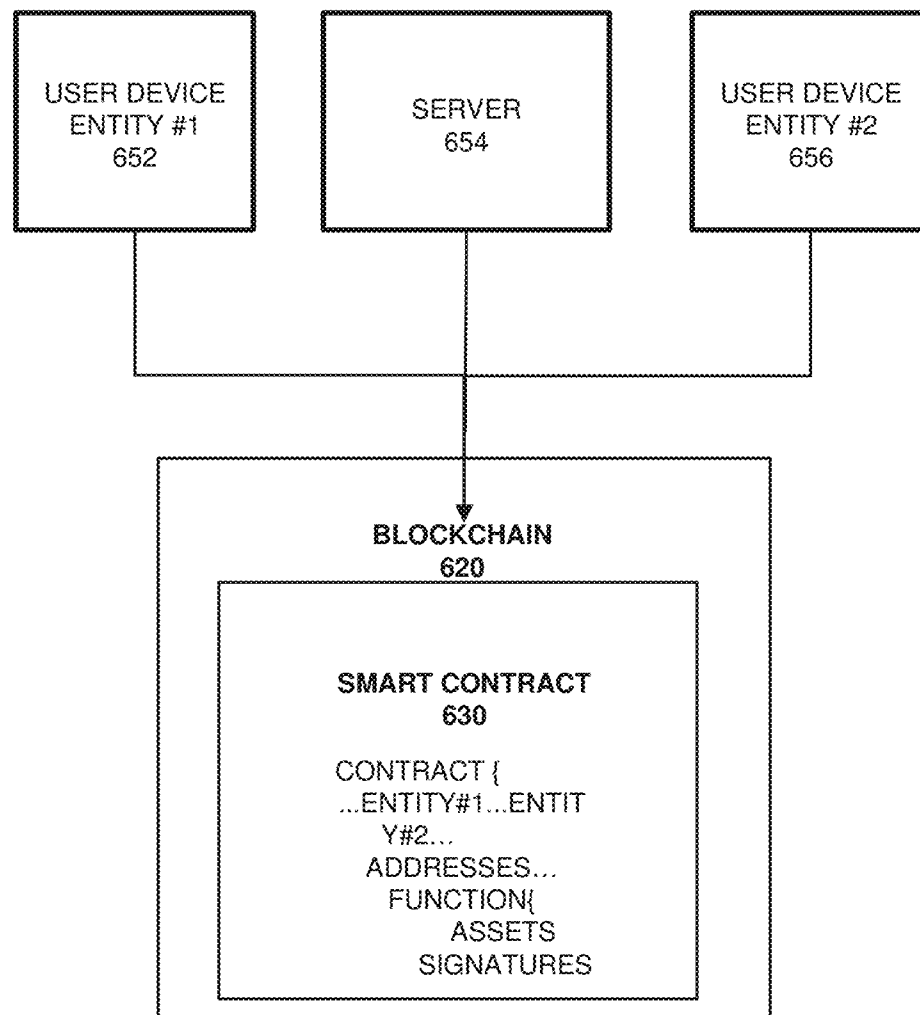 USER DEVICE
ENTITY #1
652
SERVER
654
USER DEVICE
ENTITY #2
656
BLOCKCHAIN
620
SMART CONTRACT
630
CONTRACT {
...ENTITY#1...ENTIT
Y#2...
ADDRESSES...
FUNCTION{
ASSETS
SIGNATURES